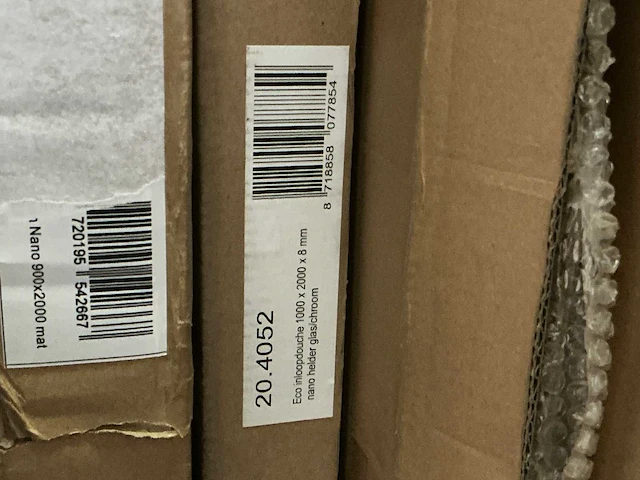 720195 542667
Nano 900x2000 mat
8 718858 077854
20.4052
Eco inloopdouche 1000 x 2000 x 8 mm
nano helder glas/chroom